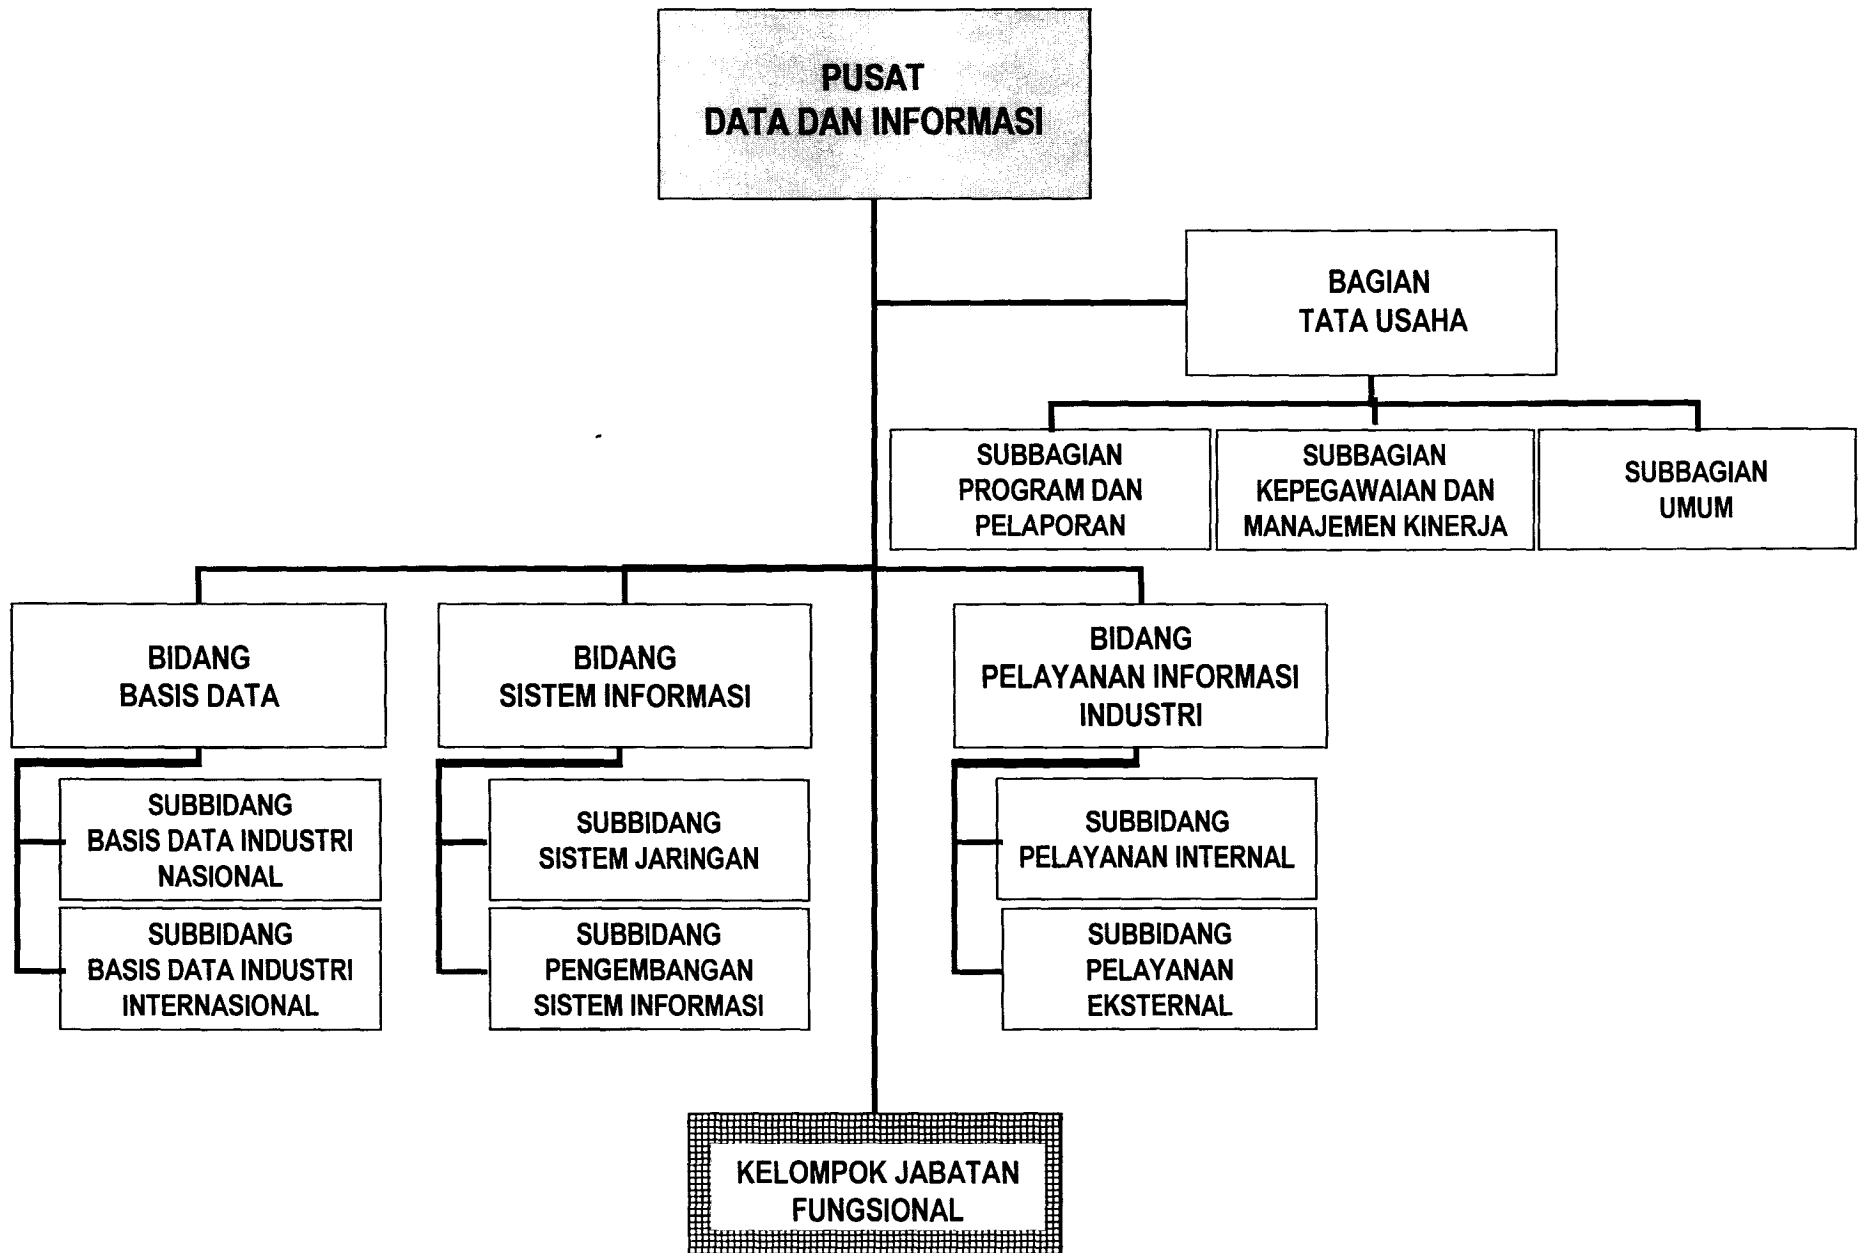 PUSAT
DATA DAN INFORMASI
BAGIAN
TATA USAHA
SUBBAGIAN
PROGRAM DAN
PELAPORAN
SUBBAGIAN
KEPEGAWAIAN DAN
MANAJEMEN KINERJA
SUBBAGIAN
UMUM
BIDANG
BASIS DATA
BIDANG
SISTEM INFORMASI
BIDANG
PELAYANAN INFORMASI
INDUSTRI
SUBBIDANG
BASIS DATA INDUSTRI
NASIONAL
SUBBIDANG
BASIS DATA INDUSTRI
INTERNASIONAL
SUBBIDANG
SISTEM JARINGAN
SUBBIDANG
PENGEMBANGAN
SISTEM INFORMASI
SUBBIDANG
PELAYANAN INTERNAL
SUBBIDANG
PELAYANAN
EKSTERNAL
KELOMPOK JABATAN
FUNGSIONAL